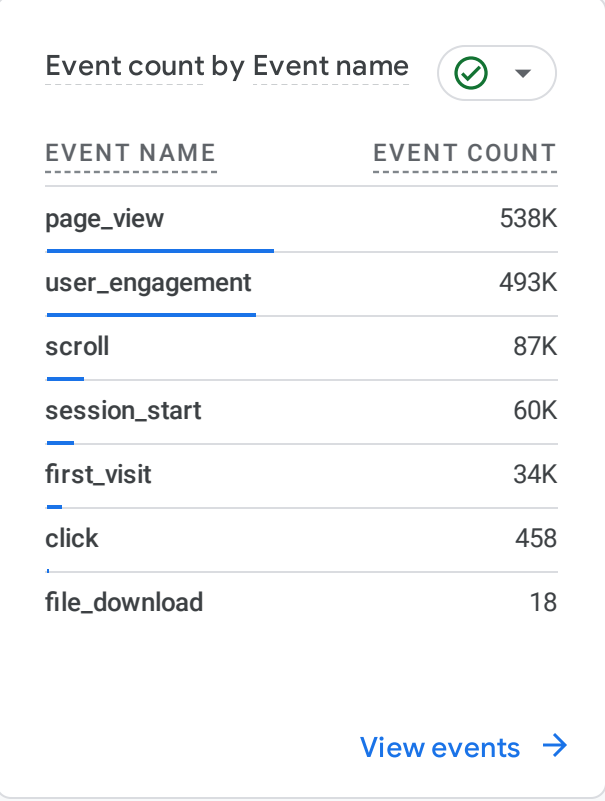 Event count by Event name
EVENT NAME EVENT COUNT
page_view 538K
user_engagement 493K
scroll 87K
session_start 60K
first_visit 34K
click 458
file_download 18
View events